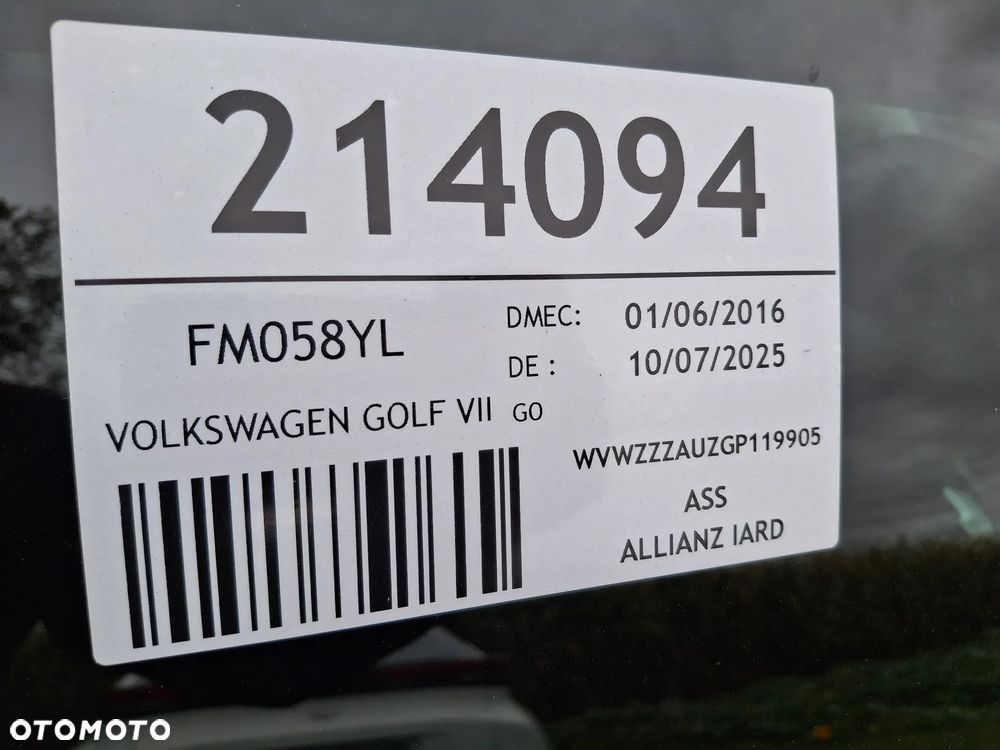 214094
FM058YL
DMEC: 01/06/2016
DE : 10/07/2025
VOLKSWAGEN GOLF VII GO
WVWZZZAUZGP119905
ASS
ALLIANZ IARD
OTOMOTO